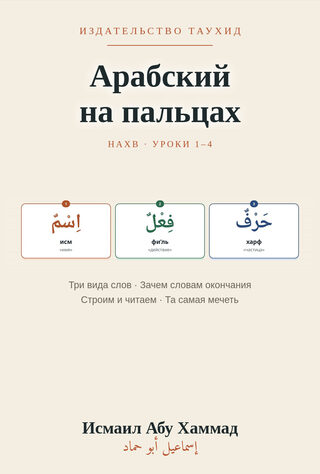 ИЗДАТЕЛЬСТВО ТАУХИД
Арабский
на пальцах
НАХВ · УРОКИ 1–4
1
اِسْمٌ
исм
«ИМЯ»
2
فِعْلٌ
фи'ль
«ДЕЙСТВИЕ»
3
حَرْفٌ
харф
«ЧАСТИЦА»
Три вида слов · Зачем словам окончания
Строим и читаем · Та самая мечеть
Исмаил Абу Хаммад
إسماعيل أبو حماد